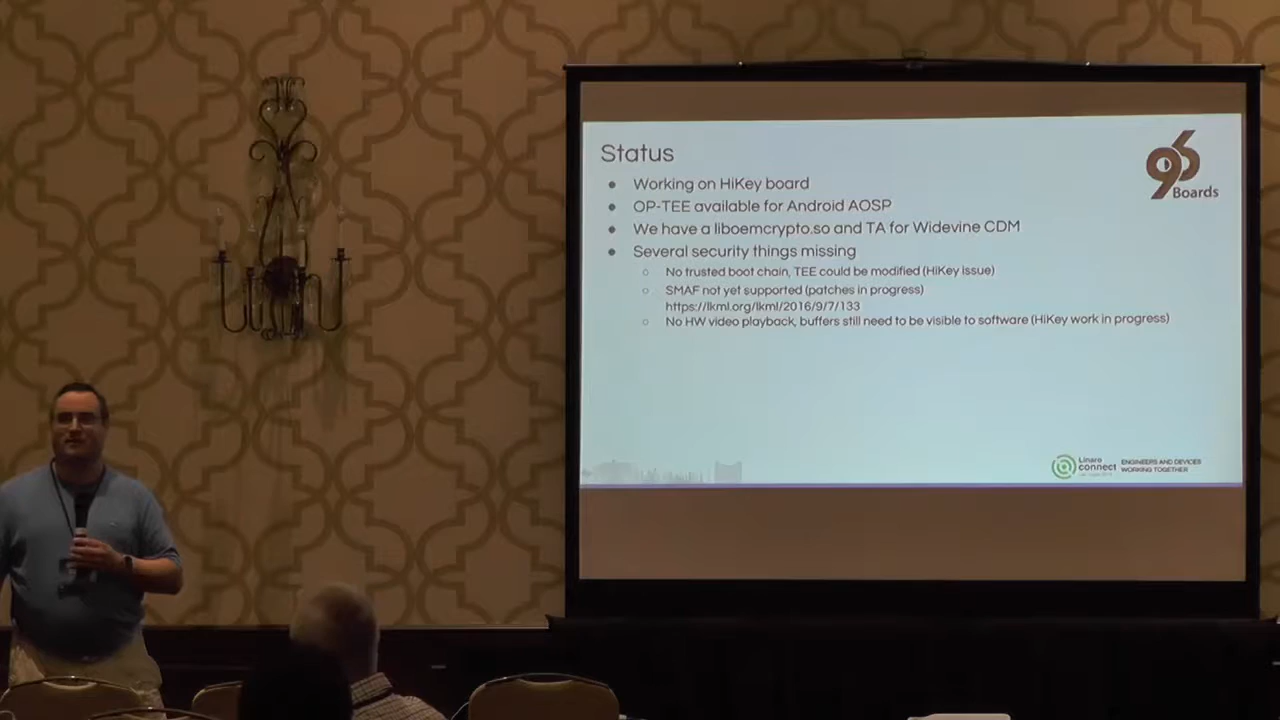 Status
96
Boards
● Working on HiKey board
● OP-TEE available for Android AOSP
● We have a liboemcrypto.so and TA for Widevine CDM
● Several security things missing
○ No trusted boot chain, TEE could be modified (HiKey issue)
○ SMAF not yet supported (patches in progress)
https://lkml.org/lkml/2016/9/7/133
○ No HW video playback, buffers still need to be visible to software (HiKey work in progress)
Linaro
connect
ENGINEERS AND DEVICES
WORKING TOGETHER